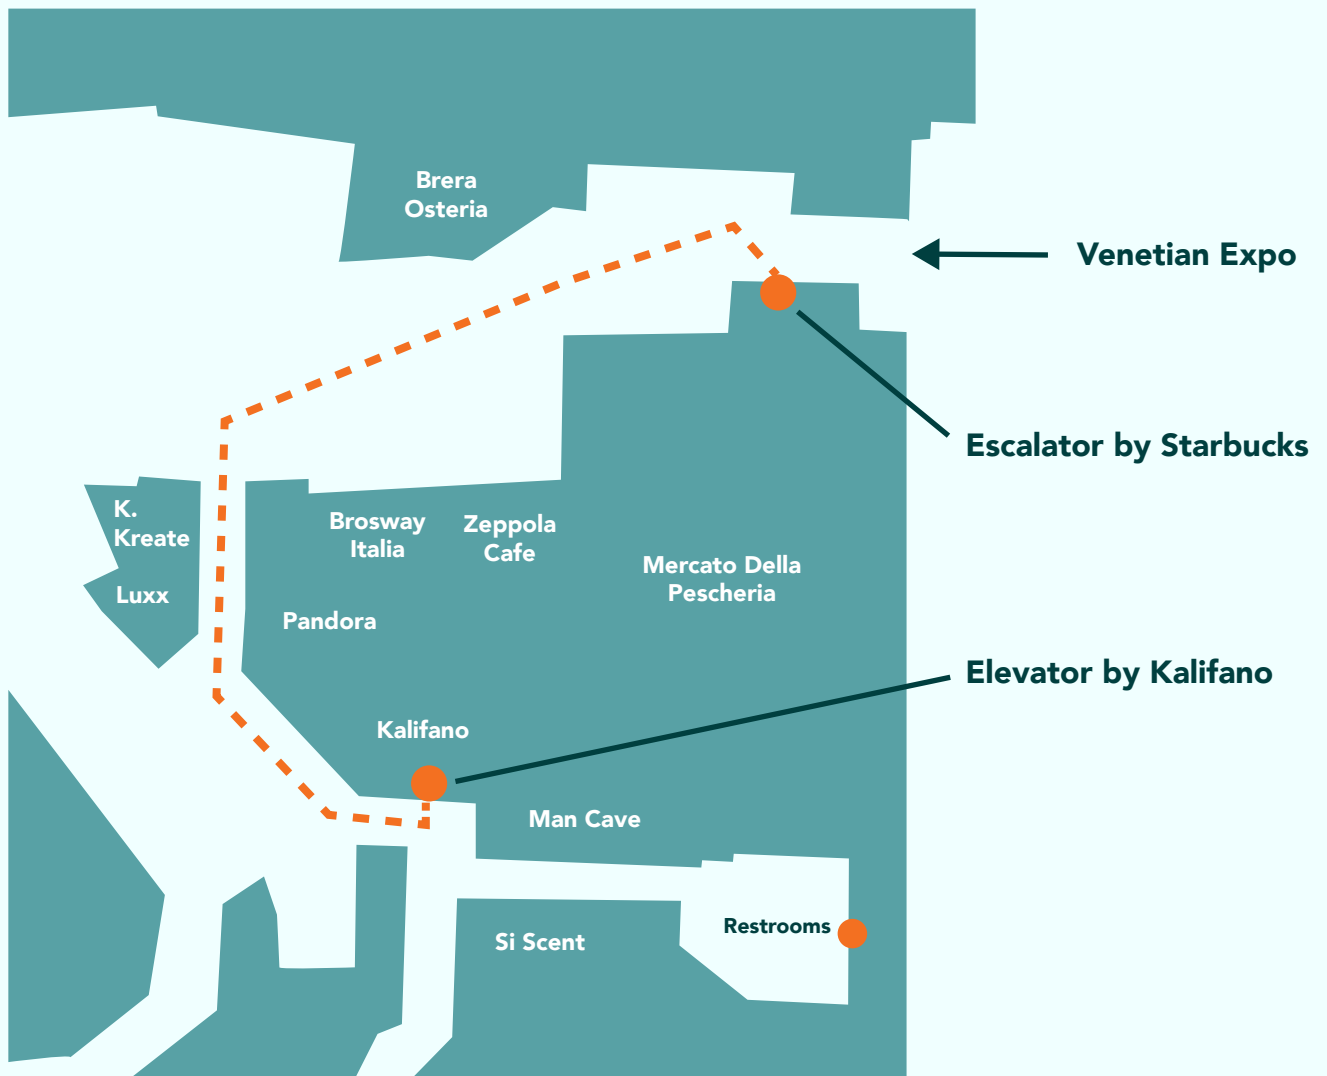 Brera
Osteria
Venetian Expo
Escalator by Starbucks
K.
Kreate
Luxx
Brosway
Italia
Zeppola
Cafe
Mercato Della
Pescheria
Pandora
Elevator by Kalifano
Kalifano
Man Cave
Si Scent
Restrooms